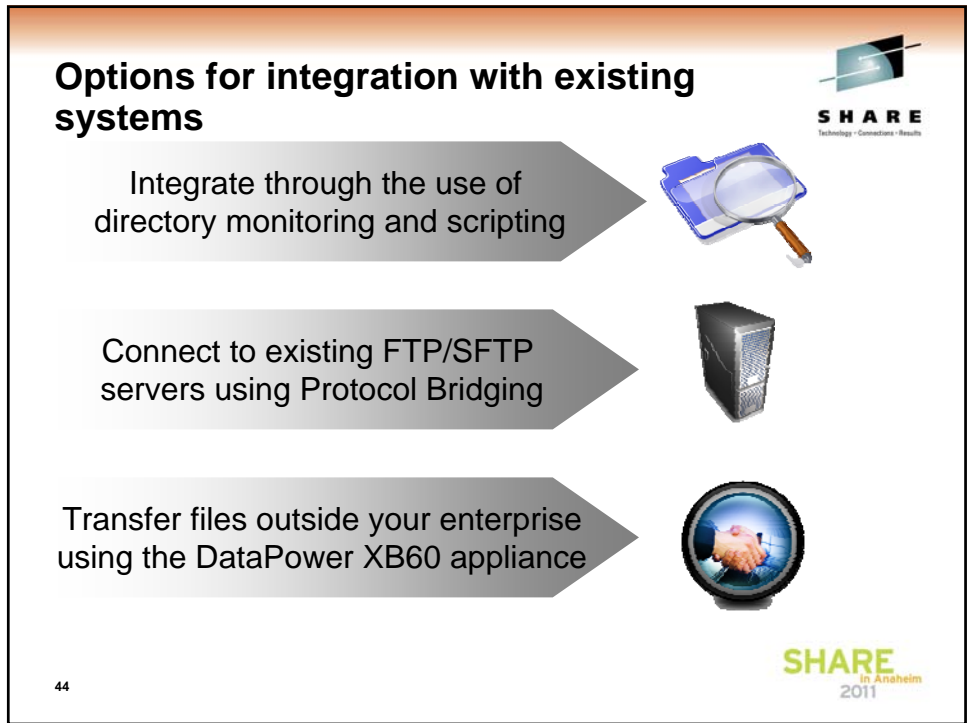 Options for integration with existing
systems
SHARE
Technology · Connections · Results
Integrate through the use of
directory monitoring and scripting
Connect to existing FTP/SFTP
servers using Protocol Bridging
Transfer files outside your enterprise
using the DataPower XB60 appliance
44
SHARE
in Anaheim
2011